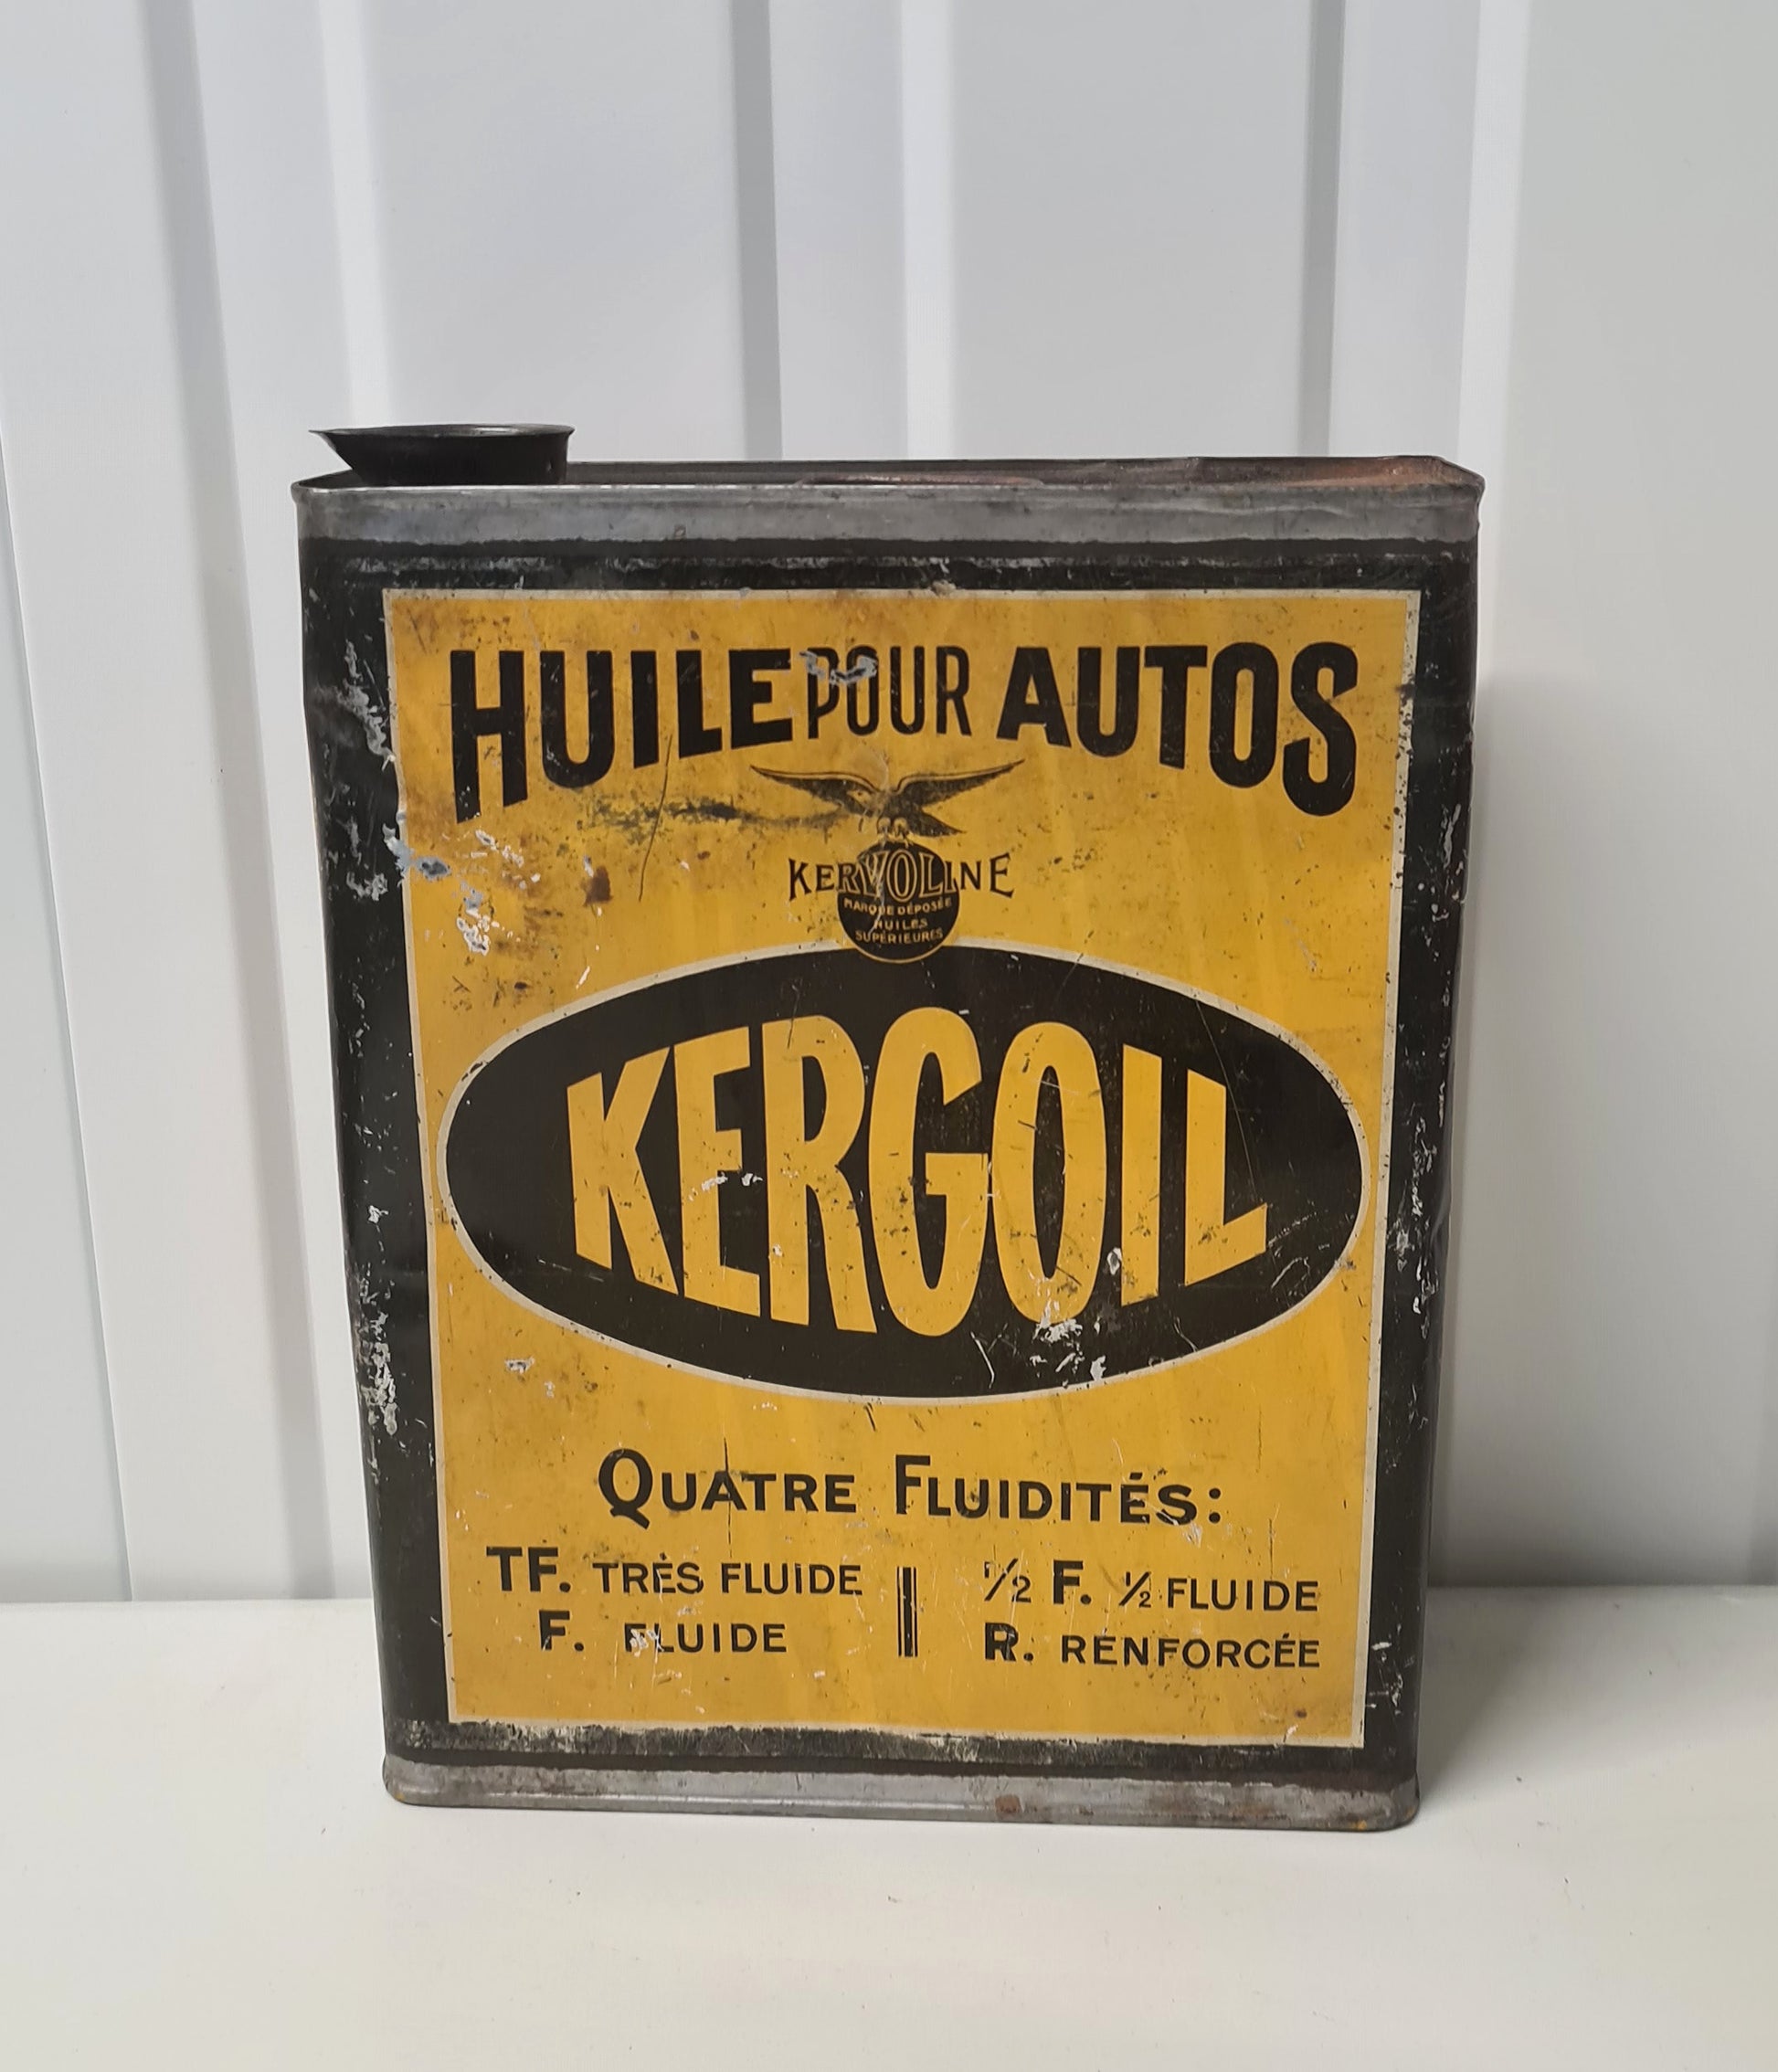 HUILE POUR AUTOS
KERVOLINE
MARQUE DÉPOSÉE
HUILES
SUPÉRIEURES
KERGOIL
QUATRE FLUIDITÉS:
TF. TRÈS FLUIDE
F. FLUIDE
½ F. ½ FLUIDE
R. RENFORCÉE